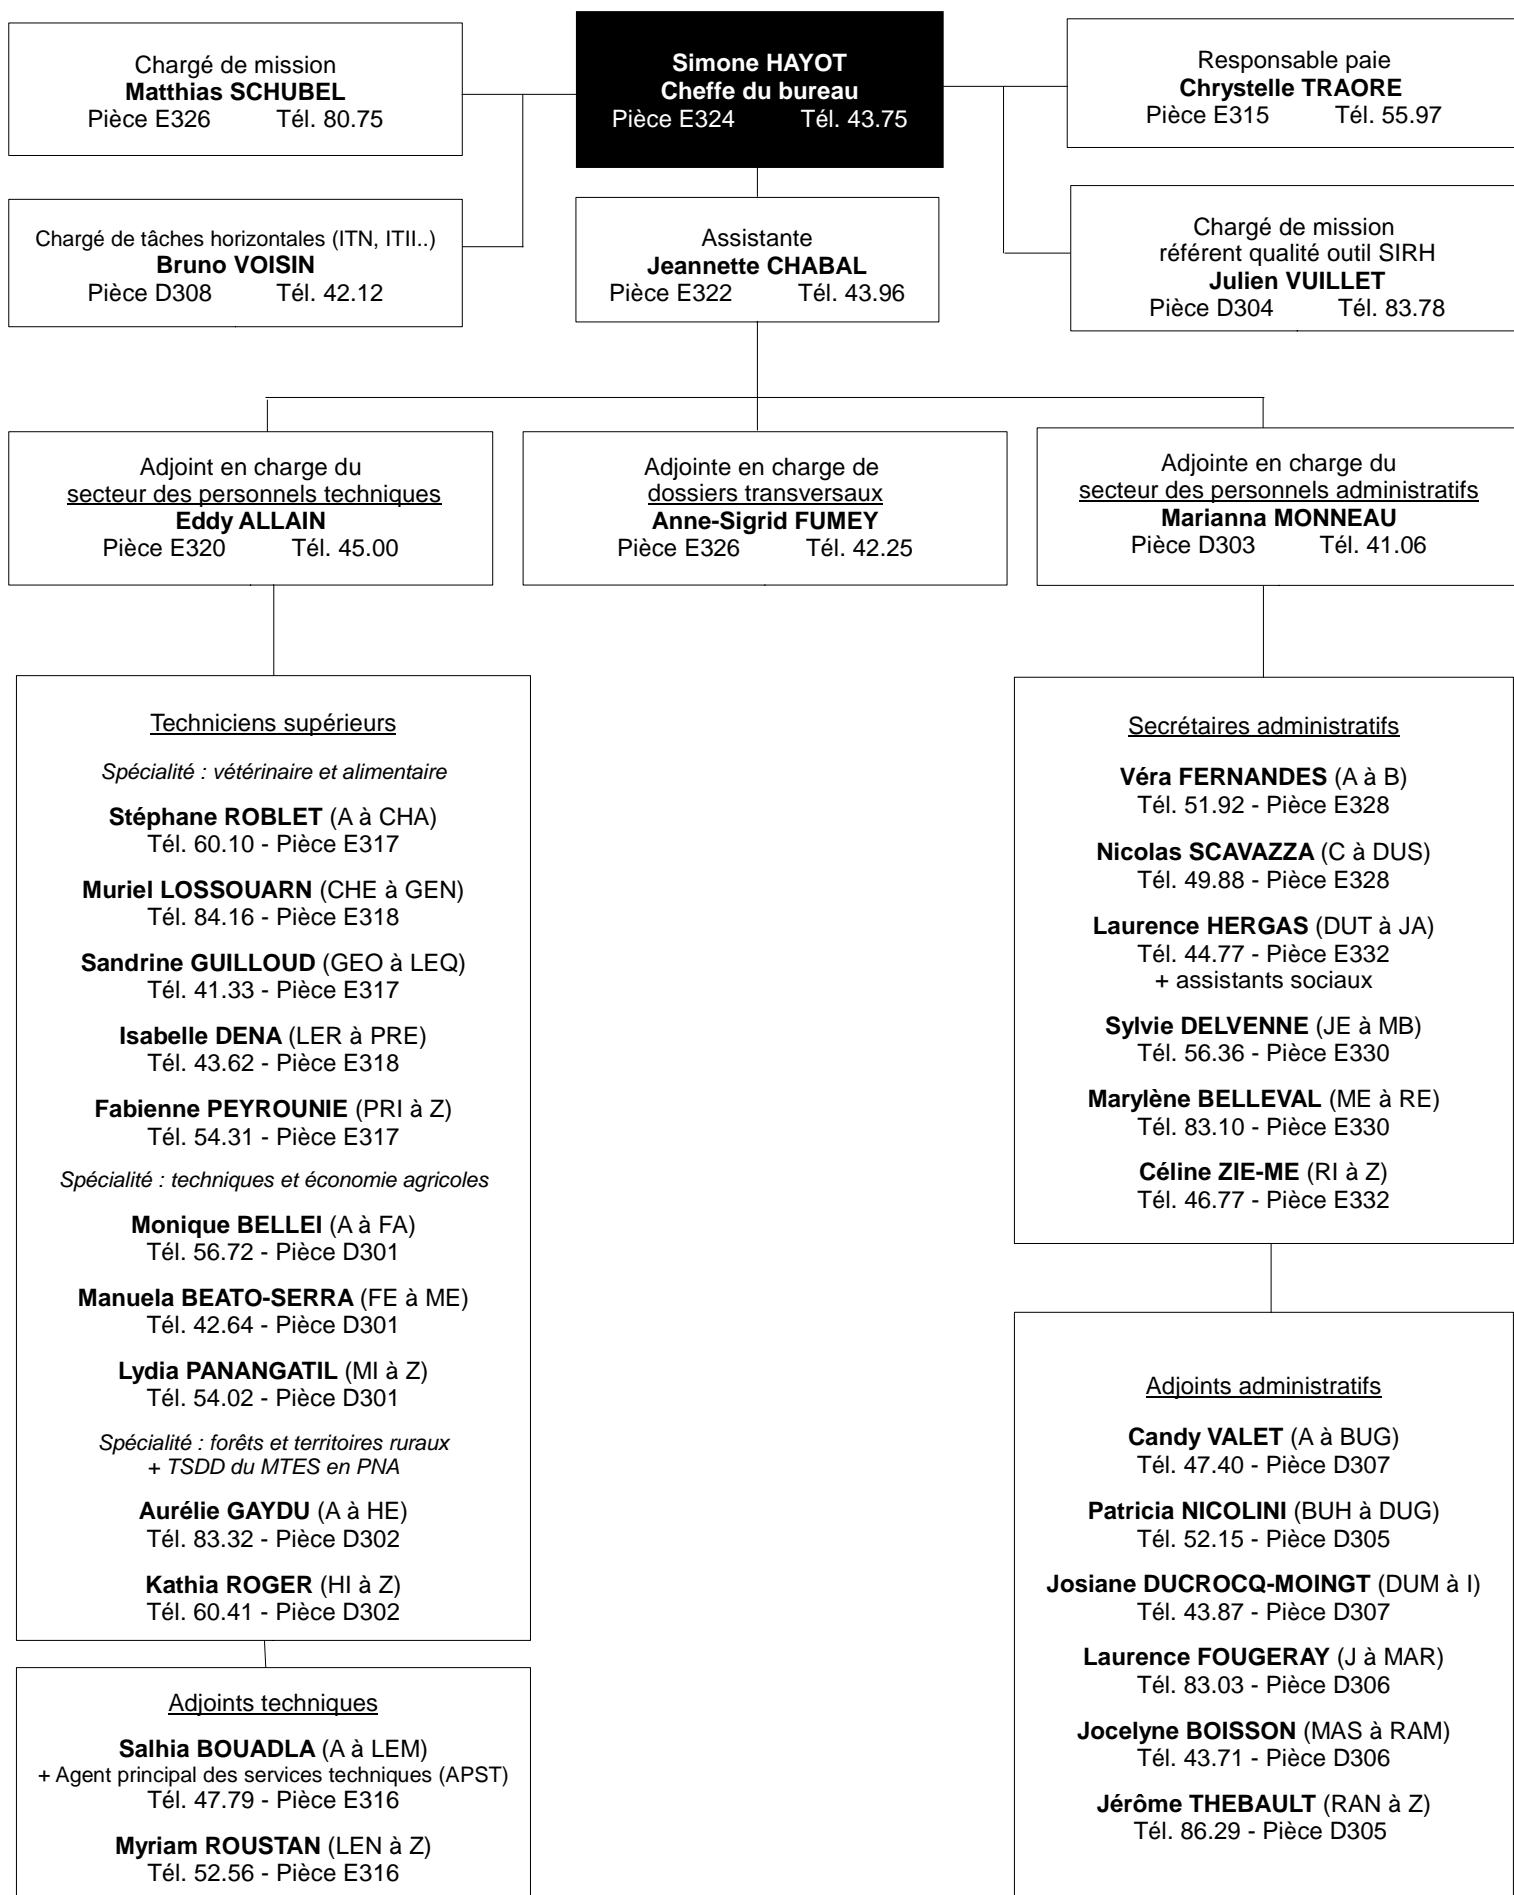 Chargé de mission
Matthias SCHUBEL
Pièce E326 Tél. 80.75
Simone HAYOT
Cheffe du bureau
Pièce E324 Tél. 43.75
Responsable paie
Chrystelle TRAORE
Pièce E315 Tél. 55.97
Chargé de tâches horizontales (ITN, ITII..)
Bruno VOISIN
Pièce D308 Tél. 42.12
Assistante
Jeannette CHABAL
Pièce E322 Tél. 43.96
Chargé de mission
référent qualité outil SIRH
Julien VUILLET
Pièce D304 Tél. 83.78
Adjoint en charge du
secteur des personnels techniques
Eddy ALLAIN
Pièce E320 Tél. 45.00
Adjointe en charge de
dossiers transversaux
Anne-Sigrid FUMEY
Pièce E326 Tél. 42.25
Adjointe en charge du
secteur des personnels administratifs
Marianna MONNEAU
Pièce D303 Tél. 41.06
Techniciens supérieurs
Spécialité : vétérinaire et alimentaire
Stéphane ROBLET (A à CHA)
Tél. 60.10 - Pièce E317
Muriel LOSSOUARN (CHE à GEN)
Tél. 84.16 - Pièce E318
Sandrine GUILLOUD (GEO à LEQ)
Tél. 41.33 - Pièce E317
Isabelle DENA (LER à PRE)
Tél. 43.62 - Pièce E318
Fabienne PEYROUNIE (PRI à Z)
Tél. 54.31 - Pièce E317
Spécialité : techniques et économie agricoles
Monique BELLEI (A à FA)
Tél. 56.72 - Pièce D301
Manuela BEATO-SERRA (FE à ME)
Tél. 42.64 - Pièce D301
Lydia PANANGATIL (MI à Z)
Tél. 54.02 - Pièce D301
Spécialité : forêts et territoires ruraux
+ TSDD du MTES en PNA
Aurélie GAYDU (A à HE)
Tél. 83.32 - Pièce D302
Kathia ROGER (HI à Z)
Tél. 60.41 - Pièce D302
Adjoints techniques
Salhia BOUADLA (A à LEM)
+ Agent principal des services techniques (APST)
Tél. 47.79 - Pièce E316
Myriam ROUSTAN (LEN à Z)
Tél. 52.56 - Pièce E316
Secrétaires administratifs
Véra FERNANDES (A à B)
Tél. 51.92 - Pièce E328
Nicolas SCAVAZZA (C à DUS)
Tél. 49.88 - Pièce E328
Laurence HERGAS (DUT à JA)
Tél. 44.77 - Pièce E332
+ assistants sociaux
Sylvie DELVENNE (JE à MB)
Tél. 56.36 - Pièce E330
Marylène BELLEVAL (ME à RE)
Tél. 83.10 - Pièce E330
Céline ZIE-ME (RI à Z)
Tél. 46.77 - Pièce E332
Adjoints administratifs
Candy VALET (A à BUG)
Tél. 47.40 - Pièce D307
Patricia NICOLINI (BUH à DUG)
Tél. 52.15 - Pièce D305
Josiane DUCROCQ-MOINGT (DUM à I)
Tél. 43.87 - Pièce D307
Laurence FOUGERAY (J à MAR)
Tél. 83.03 - Pièce D306
Jocelyne BOISSON (MAS à RAM)
Tél. 43.71 - Pièce D306
Jérôme THEBAULT (RAN à Z)
Tél. 86.29 - Pièce D305